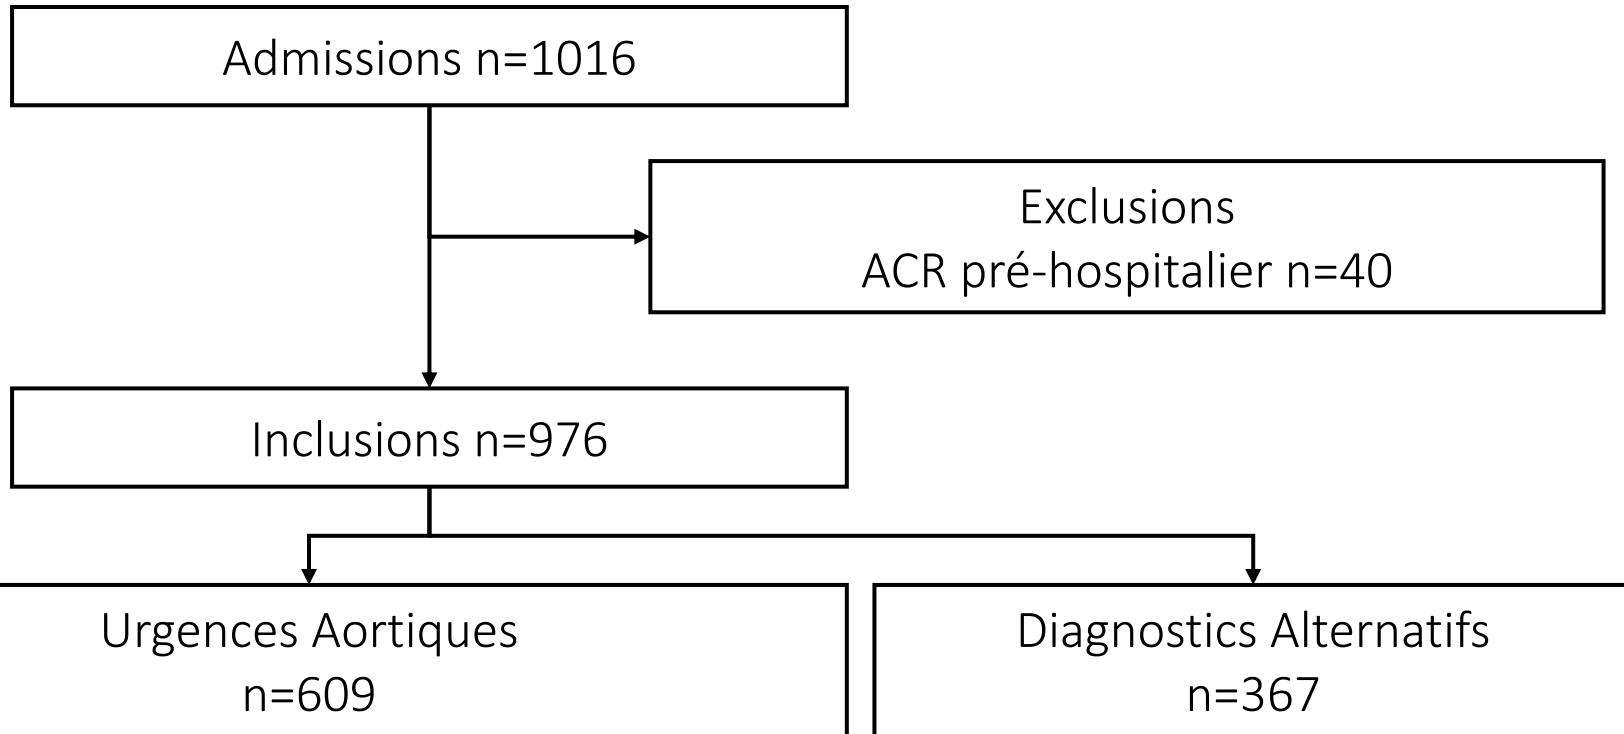 Admissions n=1016
Exclusions
ACR pré-hospitalier n=40
Inclusions n=976
Urgences Aortiques
n=609
Diagnostics Alternatifs
n=367